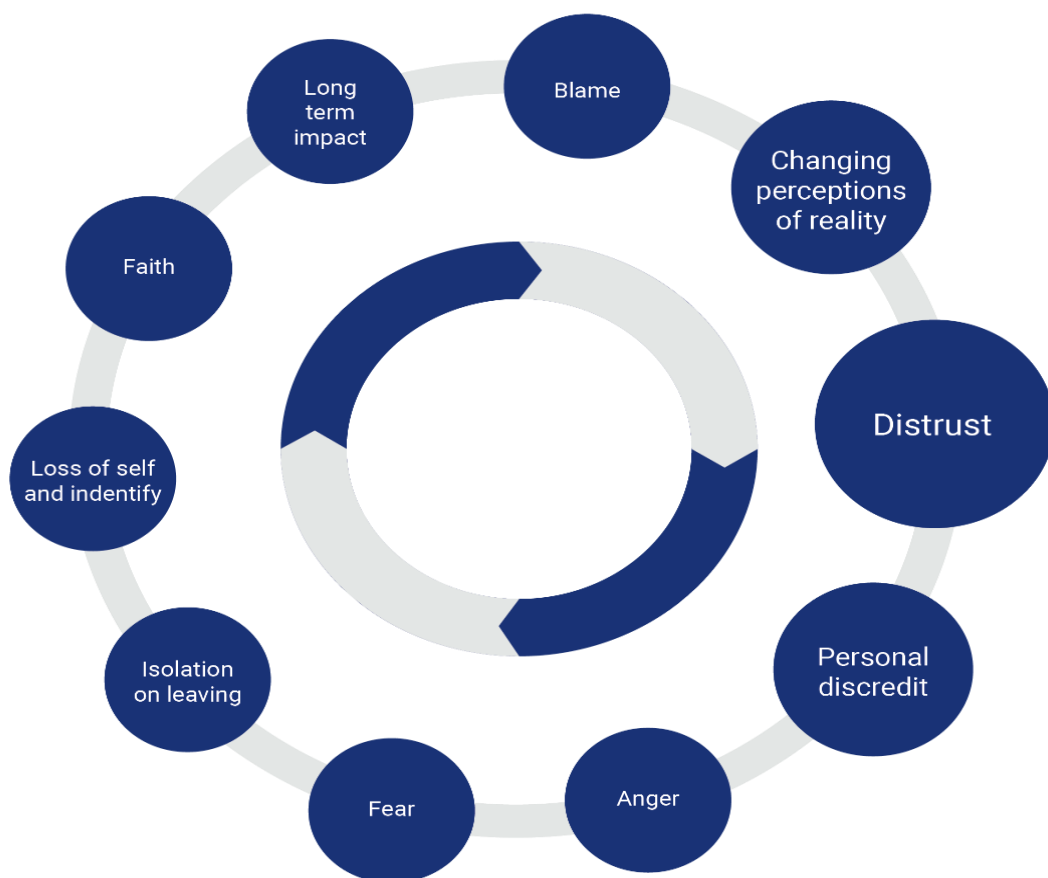 Blame
Changing
perceptions
of reality
Distrust
Personal
discredit
Anger
Fear
Isolation
on leaving
Loss of self
and indentify
Faith
Long
term
impact